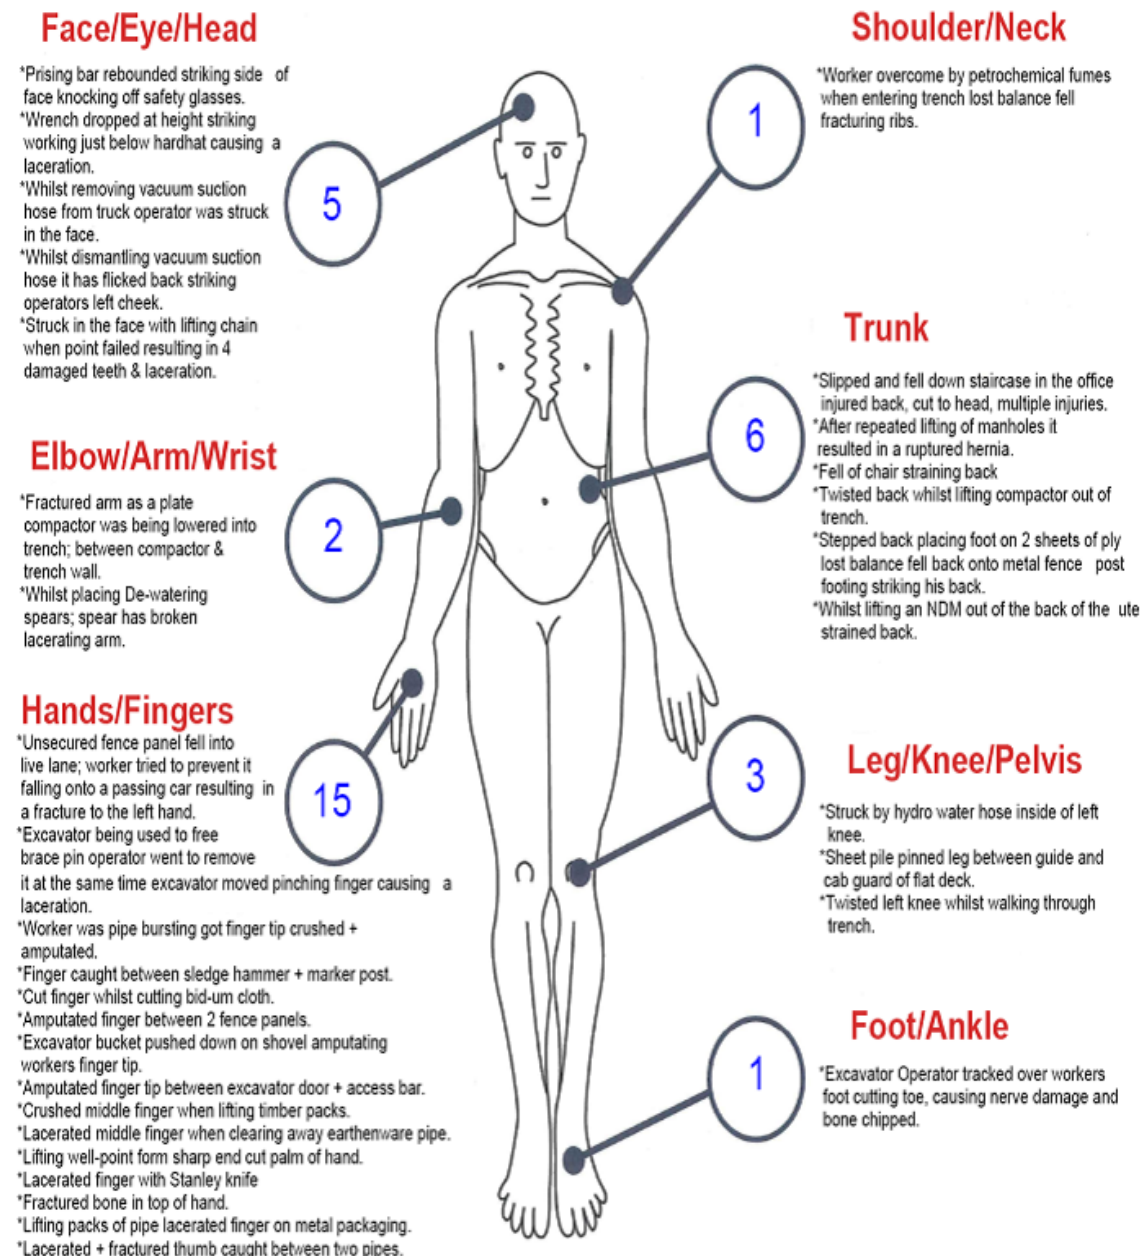 Face/Eye/Head
*Prising bar rebounded striking side of
face knocking off safety glasses.
*Wrench dropped at height striking
working just below hardhat causing a
laceration.
*Whilst removing vacuum suction
hose from truck operator was struck
in the face.
*Whilst dismantling vacuum suction
hose it has flicked back striking
operators left cheek.
*Struck in the face with lifting chain
when point failed resulting in 4
damaged teeth & laceration.
5
Elbow/Arm/Wrist
*Fractured arm as a plate
compactor was being lowered into
trench; between compactor &
trench wall.
*Whilst placing De-watering
spears; spear has broken
lacerating arm.
2
Hands/Fingers
*Unsecured fence panel fell into
live lane; worker tried to prevent it
falling onto a passing car resulting in
a fracture to the left hand.
*Excavator being used to free
brace pin operator went to remove
it at the same time excavator moved pinching finger causing a
laceration.
*Worker was pipe bursting got finger tip crushed +
amputated.
*Finger caught between sledge hammer + marker post.
*Cut finger whilst cutting bid-um cloth.
*Amputated finger between 2 fence panels.
*Excavator bucket pushed down on shovel amputating
workers finger tip.
*Amputated finger tip between excavator door + access bar.
*Crushed middle finger when lifting timber packs.
*Lacerated middle finger when clearing away earthenware pipe.
*Lifting well-point form sharp end cut palm of hand.
*Lacerated finger with Stanley knife
*Fractured bone in top of hand.
*Lifting packs of pipe lacerated finger on metal packaging.
*Lacerated + fractured thumb caught between two pipes.
15
Shoulder/Neck
*Worker overcome by petrochemical fumes
when entering trench lost balance fell
fracturing ribs.
1
Trunk
*Slipped and fell down staircase in the office
injured back, cut to head, multiple injuries.
*After repeated lifting of manholes it
resulted in a ruptured hernia.
*Fell of chair straining back
*Twisted back whilst lifting compactor out of
trench.
*Stepped back placing foot on 2 sheets of ply
lost balance fell back onto metal fence post
footing striking his back.
*Whilst lifting an NDM out of the back of the ute
strained back.
6
Leg/Knee/Pelvis
*Struck by hydro water hose inside of left
knee.
*Sheet pile pinned leg between guide and
cab guard of flat deck.
*Twisted left knee whilst walking through
trench.
3
Foot/Ankle
*Excavator Operator tracked over workers
foot cutting toe, causing nerve damage and
bone chipped.
1